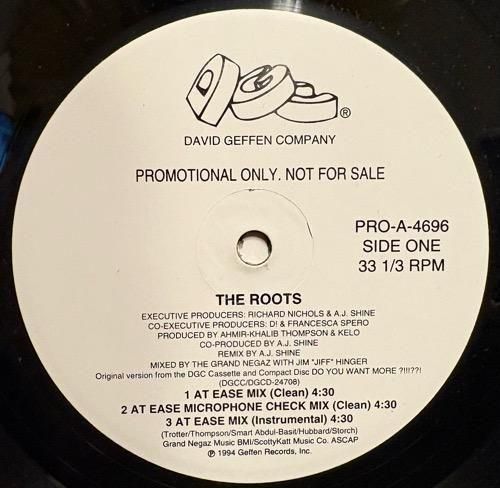 DGC®
DAVID GEFFEN COMPANY
PROMOTIONAL ONLY. NOT FOR SALE
PRO-A-4696
SIDE ONE
33 1/3 RPM
THE ROOTS
EXECUTIVE PRODUCERS: RICHARD NICHOLS & A.J. SHINE
CO-EXECUTIVE PRODUCERS: D! & FRANCESCA SPERO
PRODUCED BY AHMIR-KHALIB THOMPSON & KELO
CO-PRODUCED BY A.J. SHINE
REMIX BY A.J. SHINE
MIXED BY THE GRAND NEGAZ WITH JIM "JIFF" HINGER
Original version from the DGC Cassette and Compact Disc DO YOU WANT MORE ?!!!??!
(DGCC/DGCD-24708)
1 AT EASE MIX (Clean) 4:30
2 AT EASE MICROPHONE CHECK MIX (Clean) 4:30
3 AT EASE MIX (Instrumental) 4:30
(Trotter/Thompson/Smart Abdul-Basit/Hubbard/Storch)
Grand Negaz Music BMI/ScottyKatt Music Co. ASCAP
℗ 1994 Geffen Records, Inc.